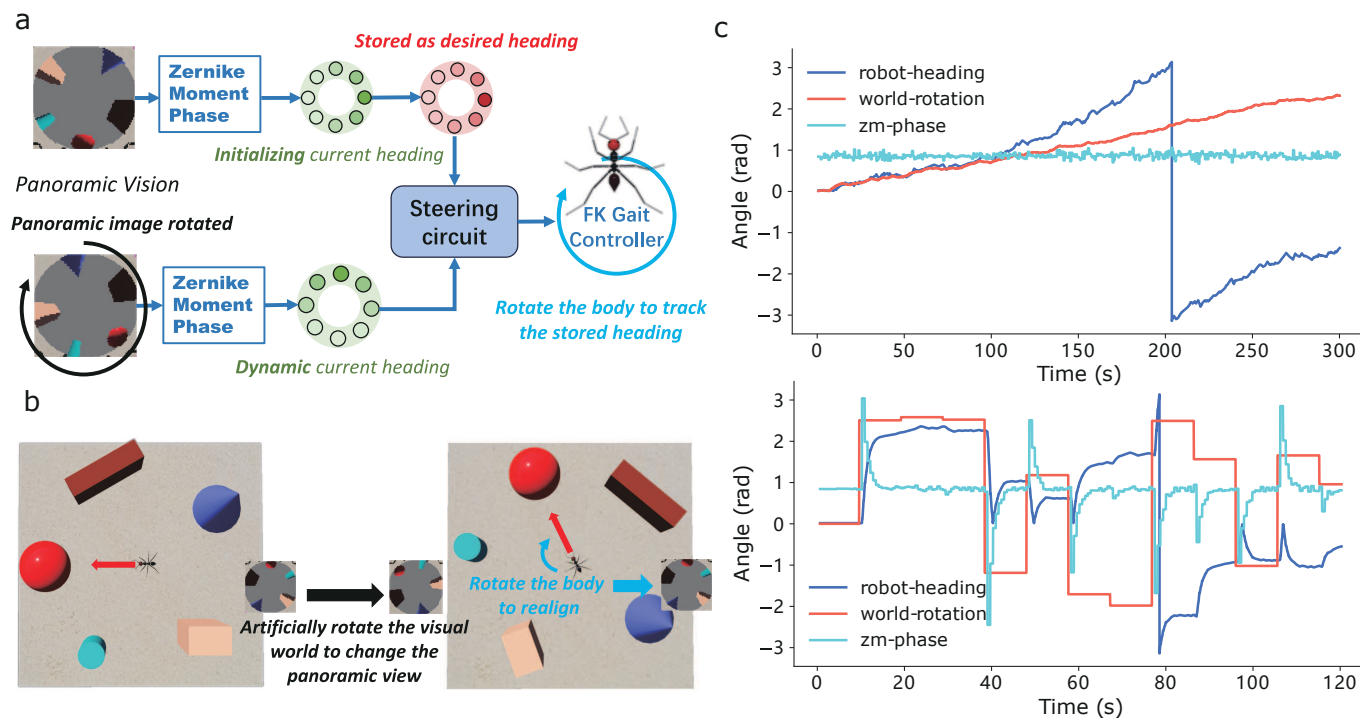 a
Stored as desired heading
Zernike
Moment
Phase
Initializing current heading
Panoramic Vision
Panoramic image rotated
Steering
circuit
FK Gait
Controller
Zernike
Moment
Phase
Rotate the body to track
the stored heading
Dynamic current heading
b
Rotate the body
to realign
Artificially rotate the visual
world to change the
panoramic view
c
robot-heading
world-rotation
zm-phase
Angle (rad)
3
2
1
0
−1
−2
−3
0 50 100 150 200 250 300
Time (s)
Angle (rad)
3
2
1
0
−1
−2
−3
robot-heading
world-rotation
zm-phase
0 20 40 60 80 100 120
Time (s)